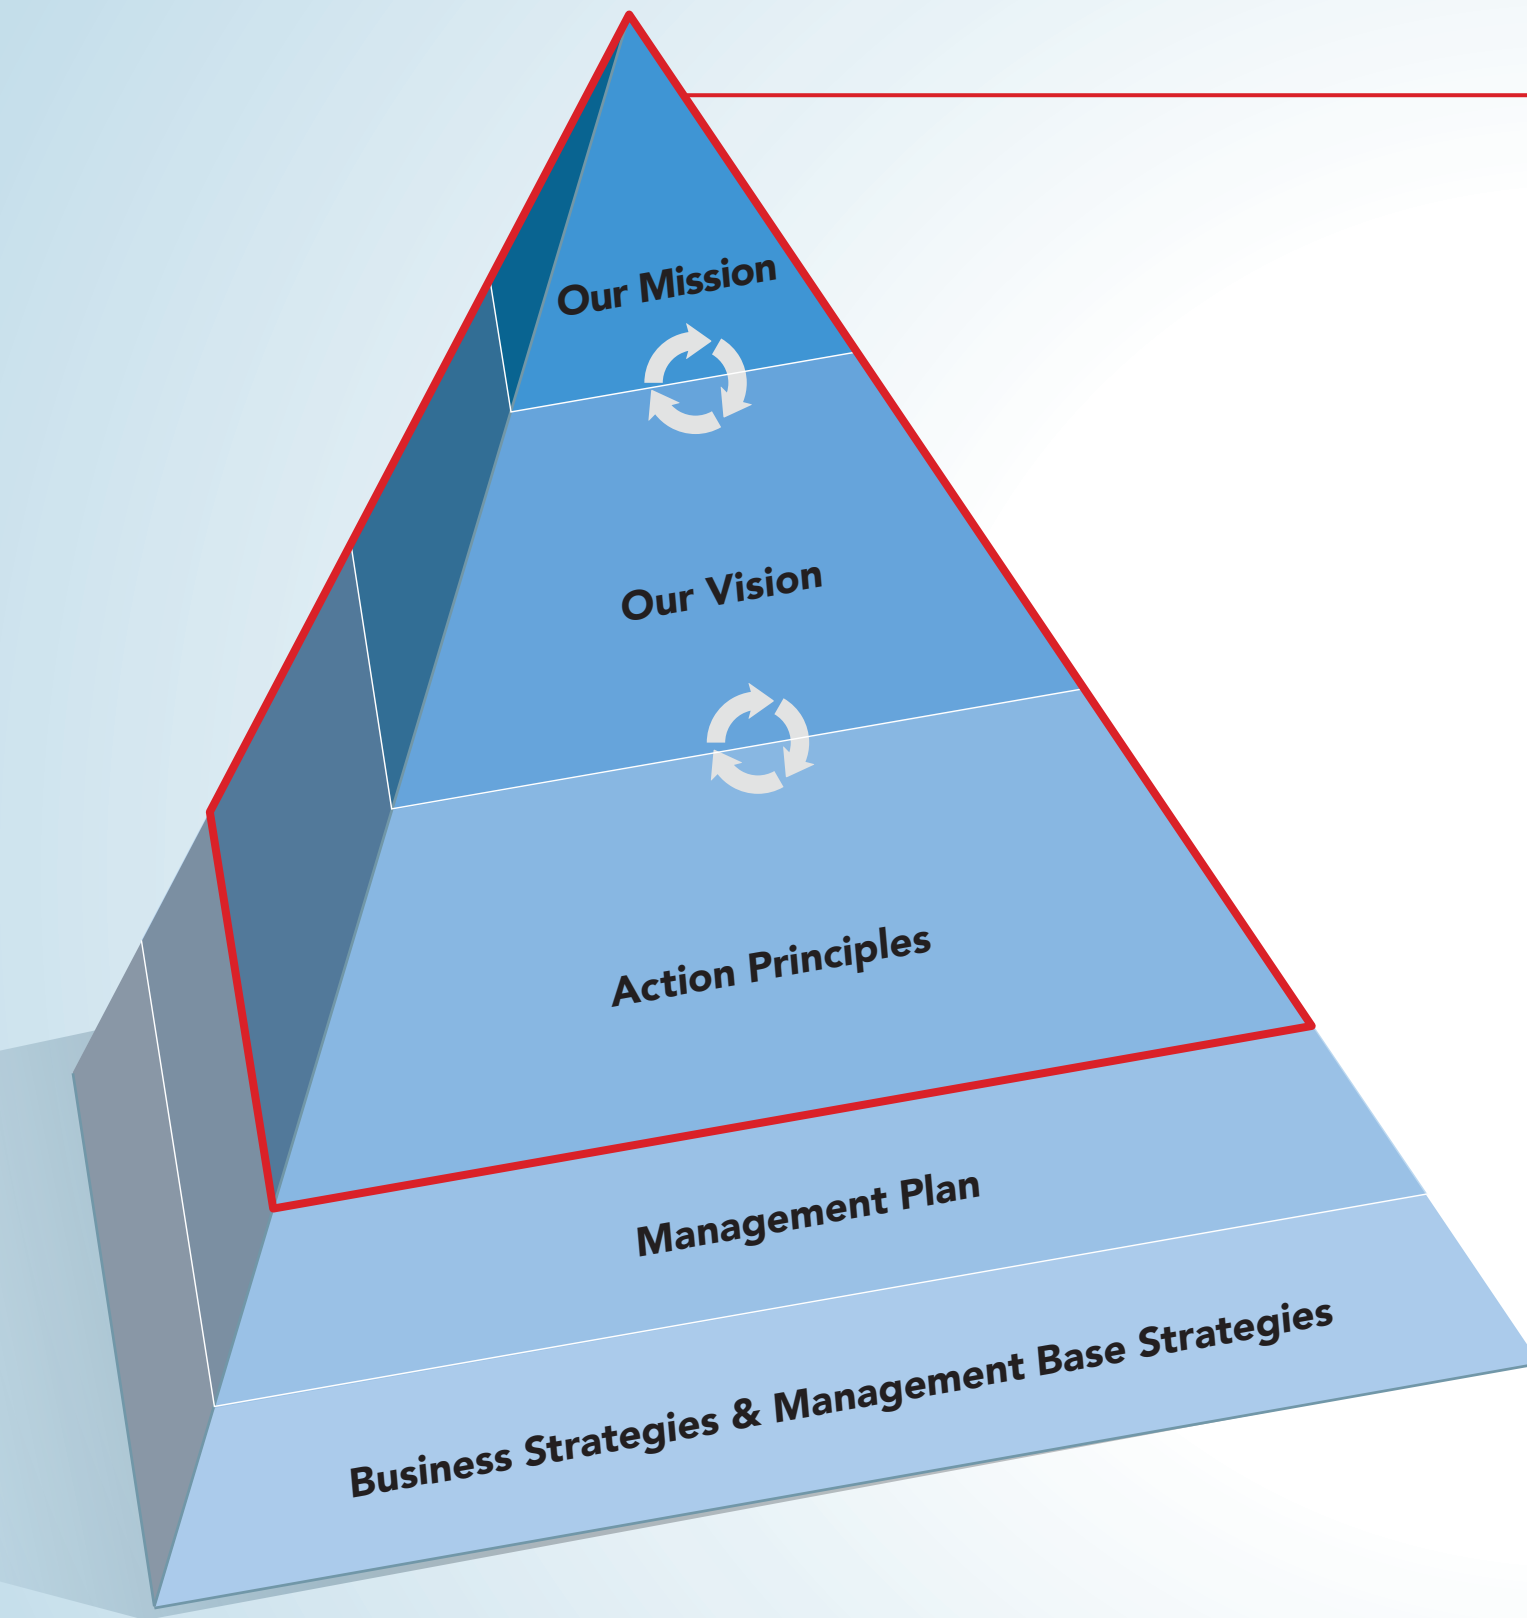 Our Mission
Our Vision
Action Principles
Management Plan
Business Strategies & Management Base Strategies